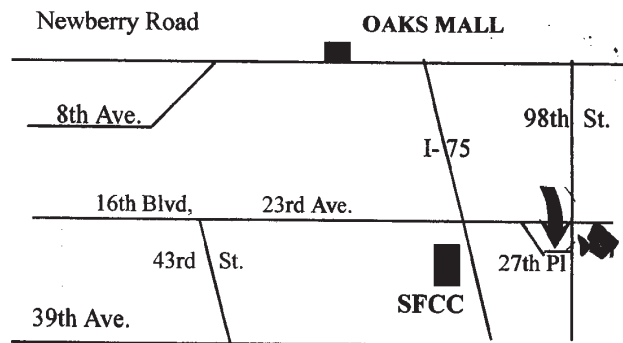 Newberry Road OAKS MALL
8th Ave. 98th St.
I-75
16th Blvd, 23rd Ave.
43rd St. 27th Pl
SFCC
39th Ave.